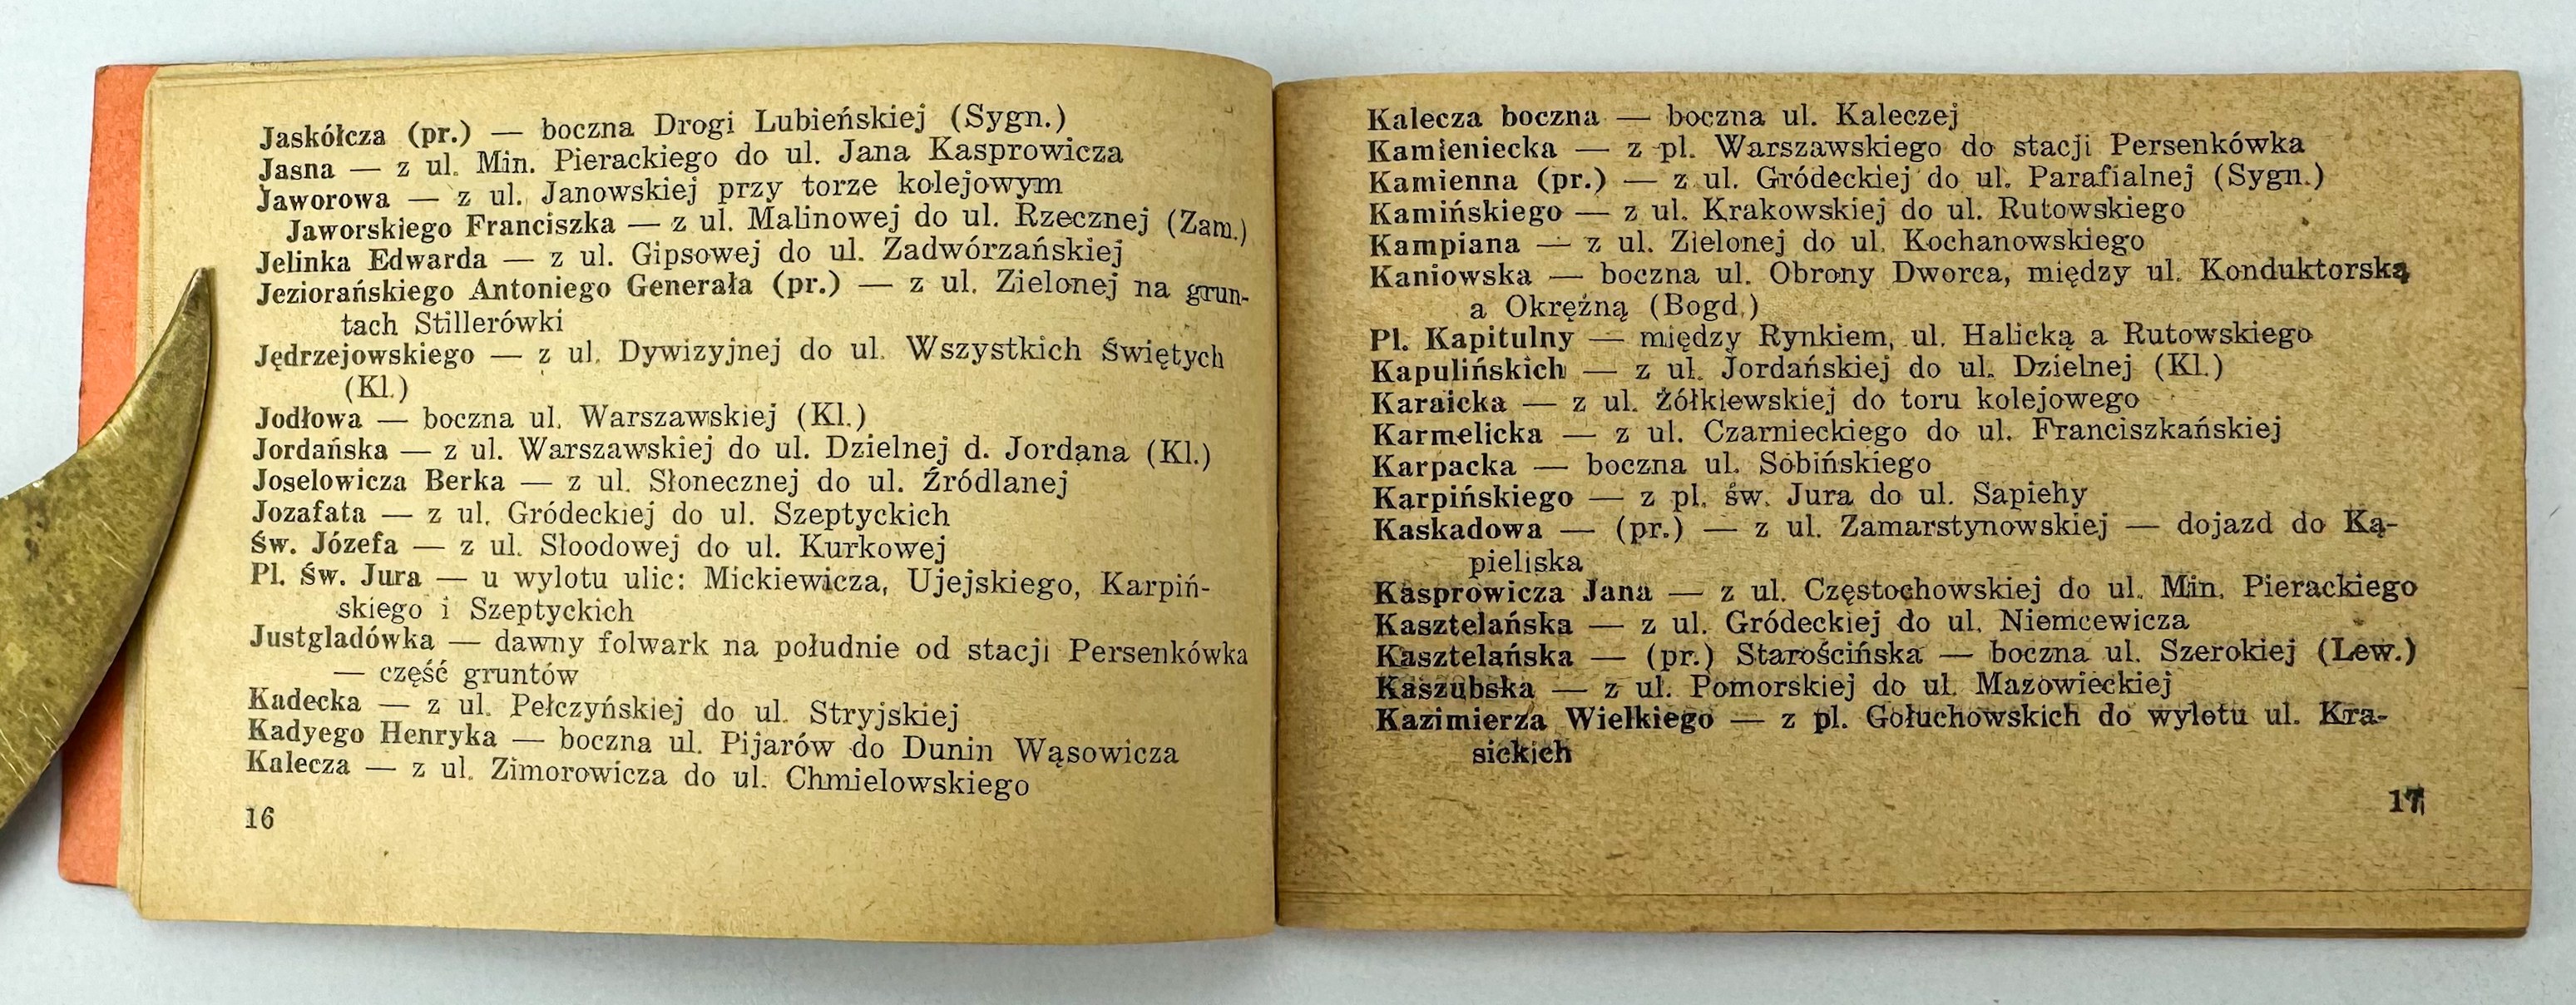 Jaskółcza (pr.) — boczna Drogi Lubieńskiej (Sygn.)
Jasna — z ul. Min. Pierackiego do ul. Jana Kasprowicza
Jaworowa — z ul. Janowskiej przy torze kolejowym
Jaworskiego Franciszka — z ul. Malinowej do ul. Rzecznej (Zam.)
Jelinka Edwarda — z ul. Gipsowej do ul. Zadwórzańskiej
Jeziorańskiego Antoniego Generała (pr.) — z ul. Zielonej na grun-
tach Stillerówki
Jędrzejowskiego — z ul. Dywizyjnej do ul. Wszystkich Świętych
(Kl.)
Jodłowa — boczna ul. Warszawskiej (Kl.)
Jordańska — z ul. Warszawskiej do ul. Dzielnej d. Jordana (Kl.)
Joselowicza Berka — z ul. Słonecznej do ul. Źródlanej
Jozafata — z ul. Gródeckiej do ul. Szeptyckich
Św. Józefa — z ul. Sloodowej do ul. Kurkowej
Pl. Św. Jura — u wylotu ulic: Mickiewicza, Ujejskiego, Karpiń-
skiego i Szeptyckich
Justgladówka — dawny folwark na południe od stacji Persenkówka
— część gruntów
Kadecka — z ul. Pełczyńskiej do ul. Stryjskiej
Kadyego Henryka — boczna ul. Pijarów do Dunin Wąsowicza
Kalecza — z ul. Zimorowicza do ul. Chmielowskiego
16
Kalecza boczna — boczna ul. Kaleczej
Kamieniecka — z pl. Warszawskiego do stacji Persenkówka
Kamienna (pr.) — z ul. Gródeckiej do ul. Parafialnej (Sygn.)
Kamińskiego — z ul. Krakowskiej do ul. Rutowskiego
Kampiana — z ul. Zielonej do ul. Kochanowskiego
Kaniowska — boczna ul. Obrony Dworca, między ul. Konduktorską
a Okrężną (Bogd.)
Pl. Kapitulny — między Rynkiem, ul. Halicką a Rutowskiego
Kapulińskich — z ul. Jordańskiej do ul. Dzielnej (Kl.)
Karaicka — z ul. Żółkiewskiej do toru kolejowego
Karmelicka — z ul. Czarnieckiego do ul. Franciszkańskiej
Karpacka — boczna ul. Sobińskiego
Karpińskiego — z pl. św. Jura do ul. Sapiehy
Kaskadowa — (pr.) — z ul. Zamarstynowskiej — dojazd do Ką-
pieliska
Kasprowicza Jana — z ul. Częstochowskiej do ul. Min. Pierackiego
Kasztelańska — z ul. Gródeckiej do ul. Niemcewicza
Kasztelańska — (pr.) Starościńska — boczna ul. Szerokiej (Lew.)
Kaszubska — z ul. Pomorskiej do ul. Mazowieckiej
Kazimierza Wielkiego — z pl. Gołuchowskich do wylotu ul. Kra-
sickich
17